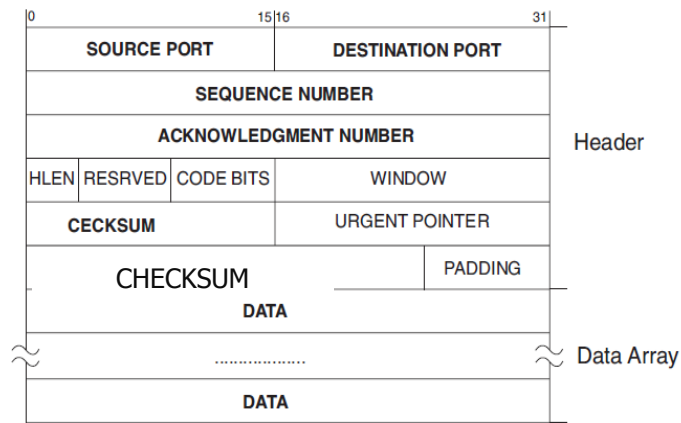 0 15 16 31
SOURCE PORT DESTINATION PORT
SEQUENCE NUMBER
ACKNOWLEDGMENT NUMBER
Header
HLEN RESRVED CODE BITS WINDOW
CECKSUM URGENT POINTER
CHECKSUM PADDING
DATA
................... Data Array
DATA